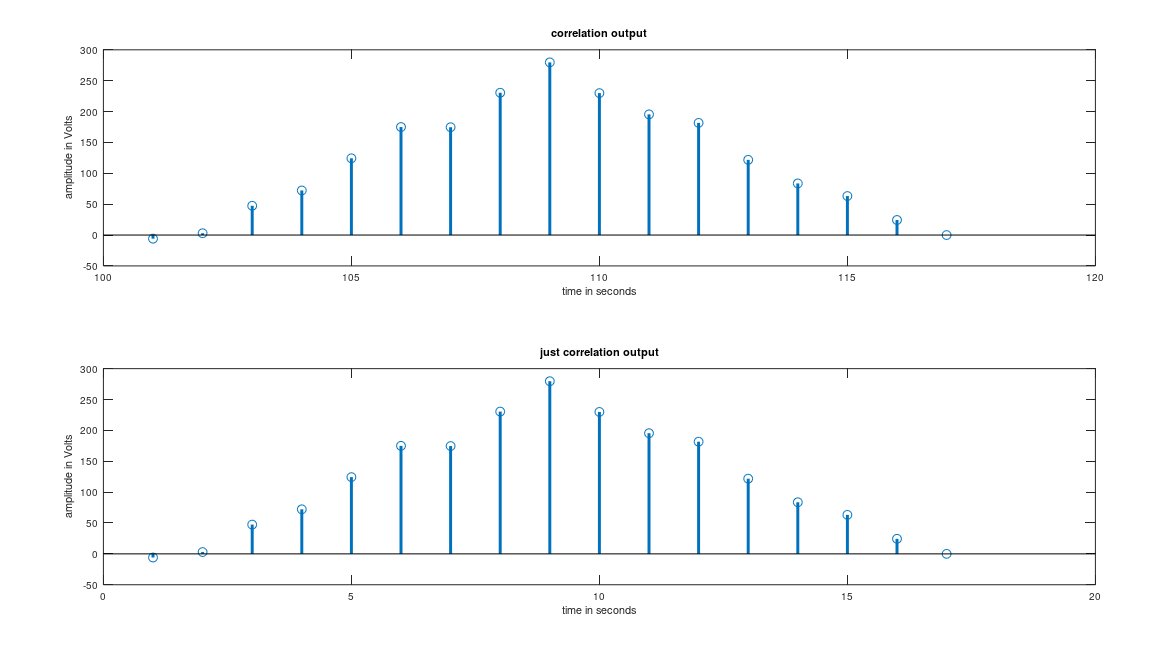 correlation output
300
250
200
150
100
50
0
-50
amplitude in Volts
100 105 110 115 120
time in seconds
just correlation output
300
250
200
150
100
50
0
-50
amplitude in Volts
0 5 10 15 20
time in seconds